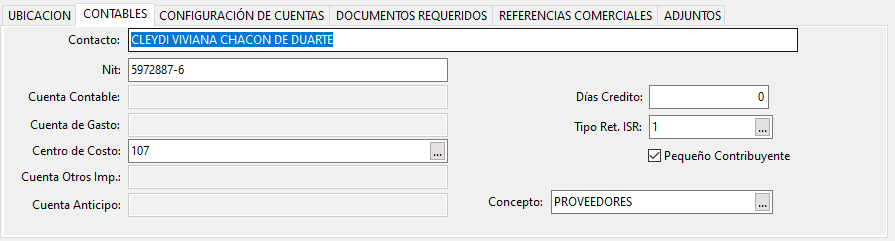 UBICACION CONTABLES CONFIGURACIÓN DE CUENTAS DOCUMENTOS REQUERIDOS REFERENCIAS COMERCIALES ADJUNTOS
Contacto: CLEYDI VIVIANA CHACON DE DUARTE
Nit: 5972887-6
Cuenta Contable: Días Credito: 0
Cuenta de Gasto: Tipo Ret. ISR: 1 ...
Centro de Costo: 107 ... Pequeño Contribuyente
Cuenta Otros Imp.:
Cuenta Anticipo: Concepto: PROVEEDORES ...